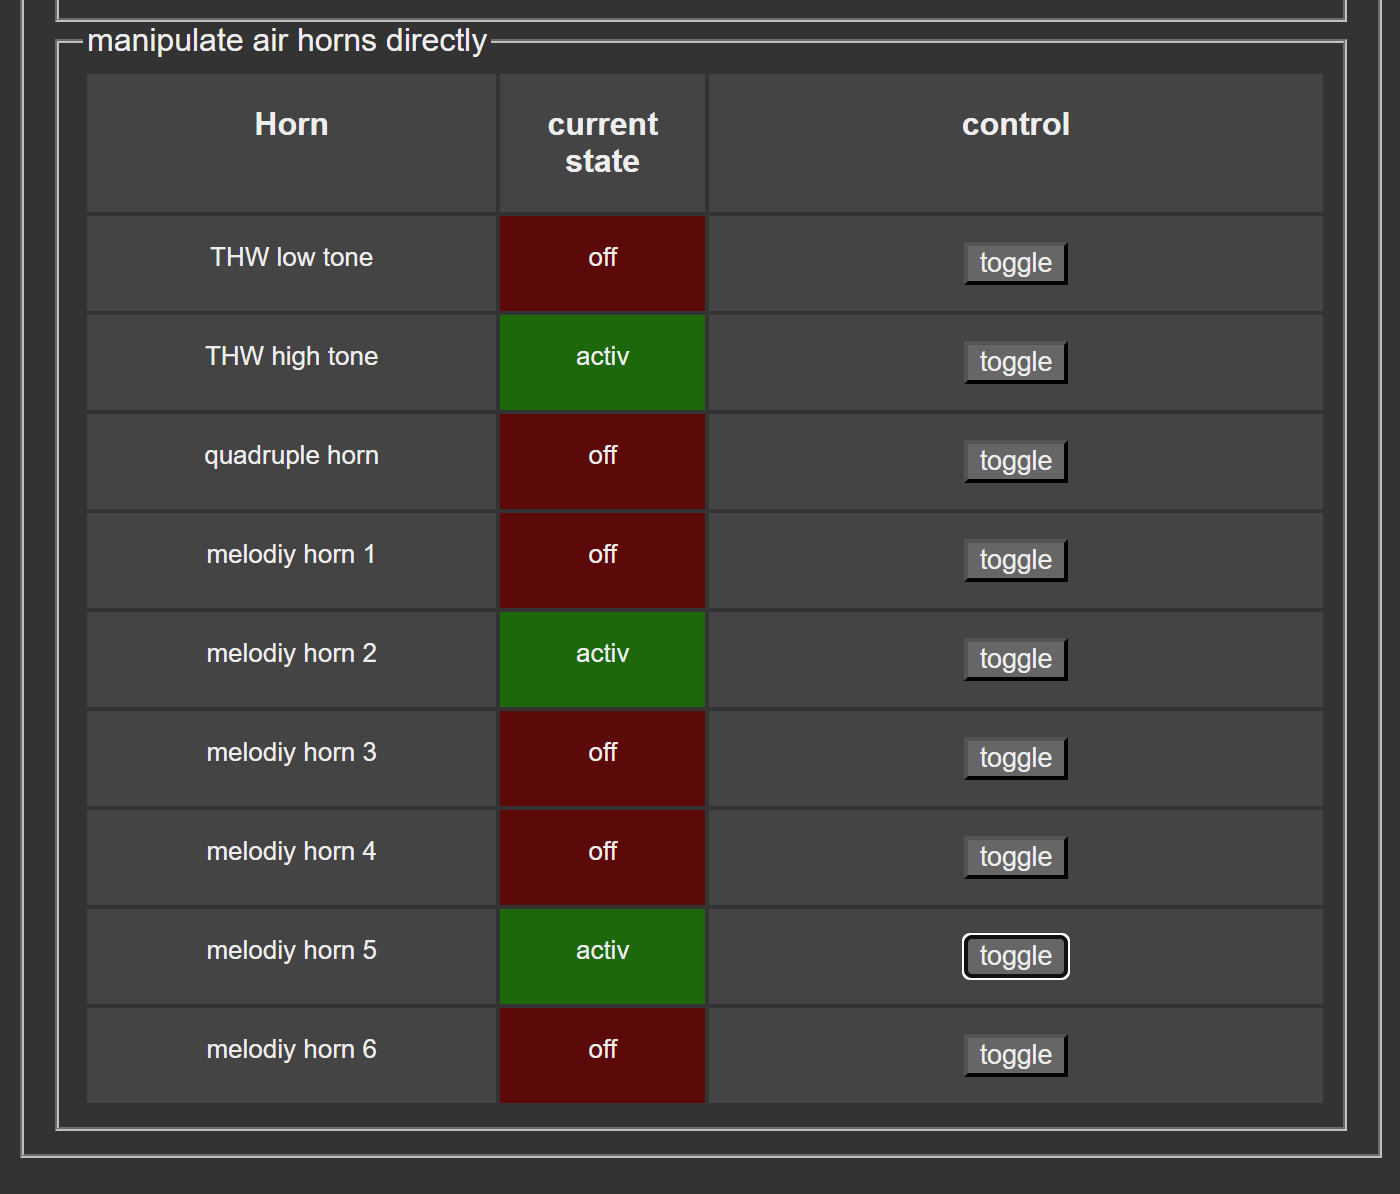 manipulate air horns directly
Horn current state control
THW low tone off toggle
THW high tone activ toggle
quadruple horn off toggle
melodiy horn 1 off toggle
melodiy horn 2 activ toggle
melodiy horn 3 off toggle
melodiy horn 4 off toggle
melodiy horn 5 activ toggle
melodiy horn 6 off toggle